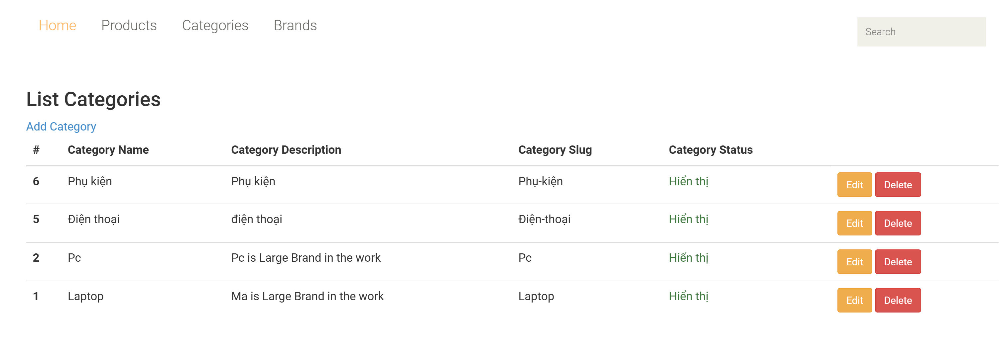 Home Products Categories Brands
Search
List Categories
Add Category
# Category Name Category Description Category Slug Category Status
6 Phụ kiện Phụ kiện Phụ-kiện Hiển thị Edit Delete
5 Điện thoại điện thoại Điện-thoại Hiển thị Edit Delete
2 Pc Pc is Large Brand in the work Pc Hiển thị Edit Delete
1 Laptop Ma is Large Brand in the work Laptop Hiển thị Edit Delete